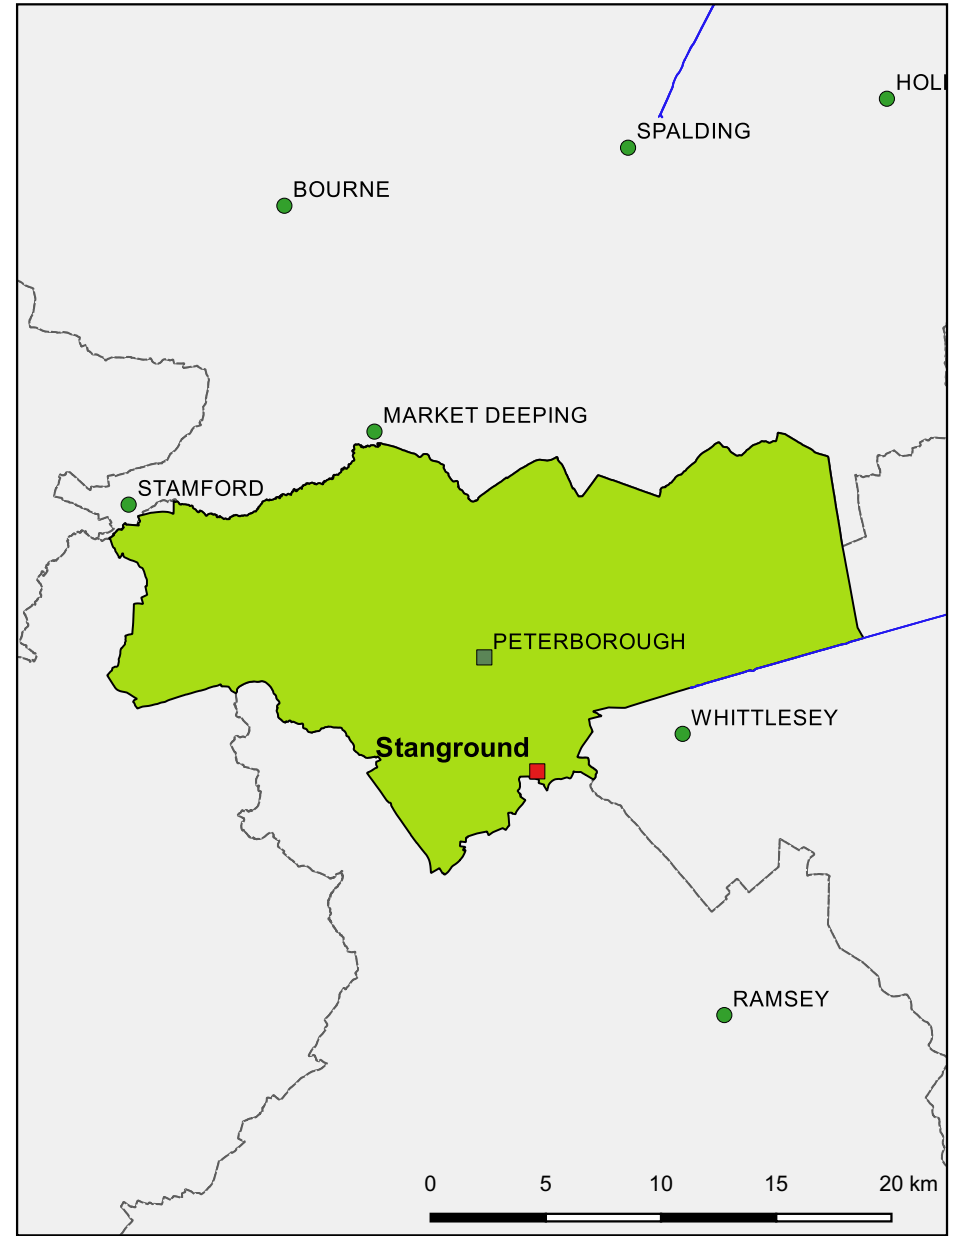 HOLI
SPALDING
BOURNE
MARKET DEEPING
STAMFORD
PETERBOROUGH
WHITTLESEY
Stanground
RAMSEY
0 5 10 15 20 km